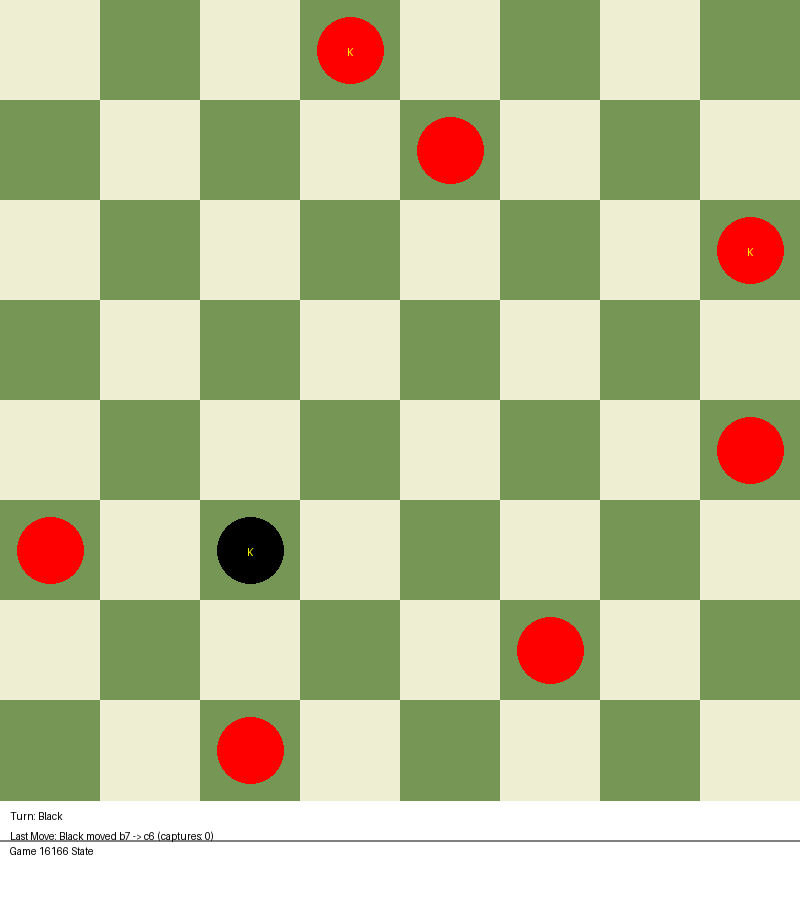 K
K
K
Turn: Black
Last Move: Black moved b7 -> c6 (captures: 0)
Game 16166 State